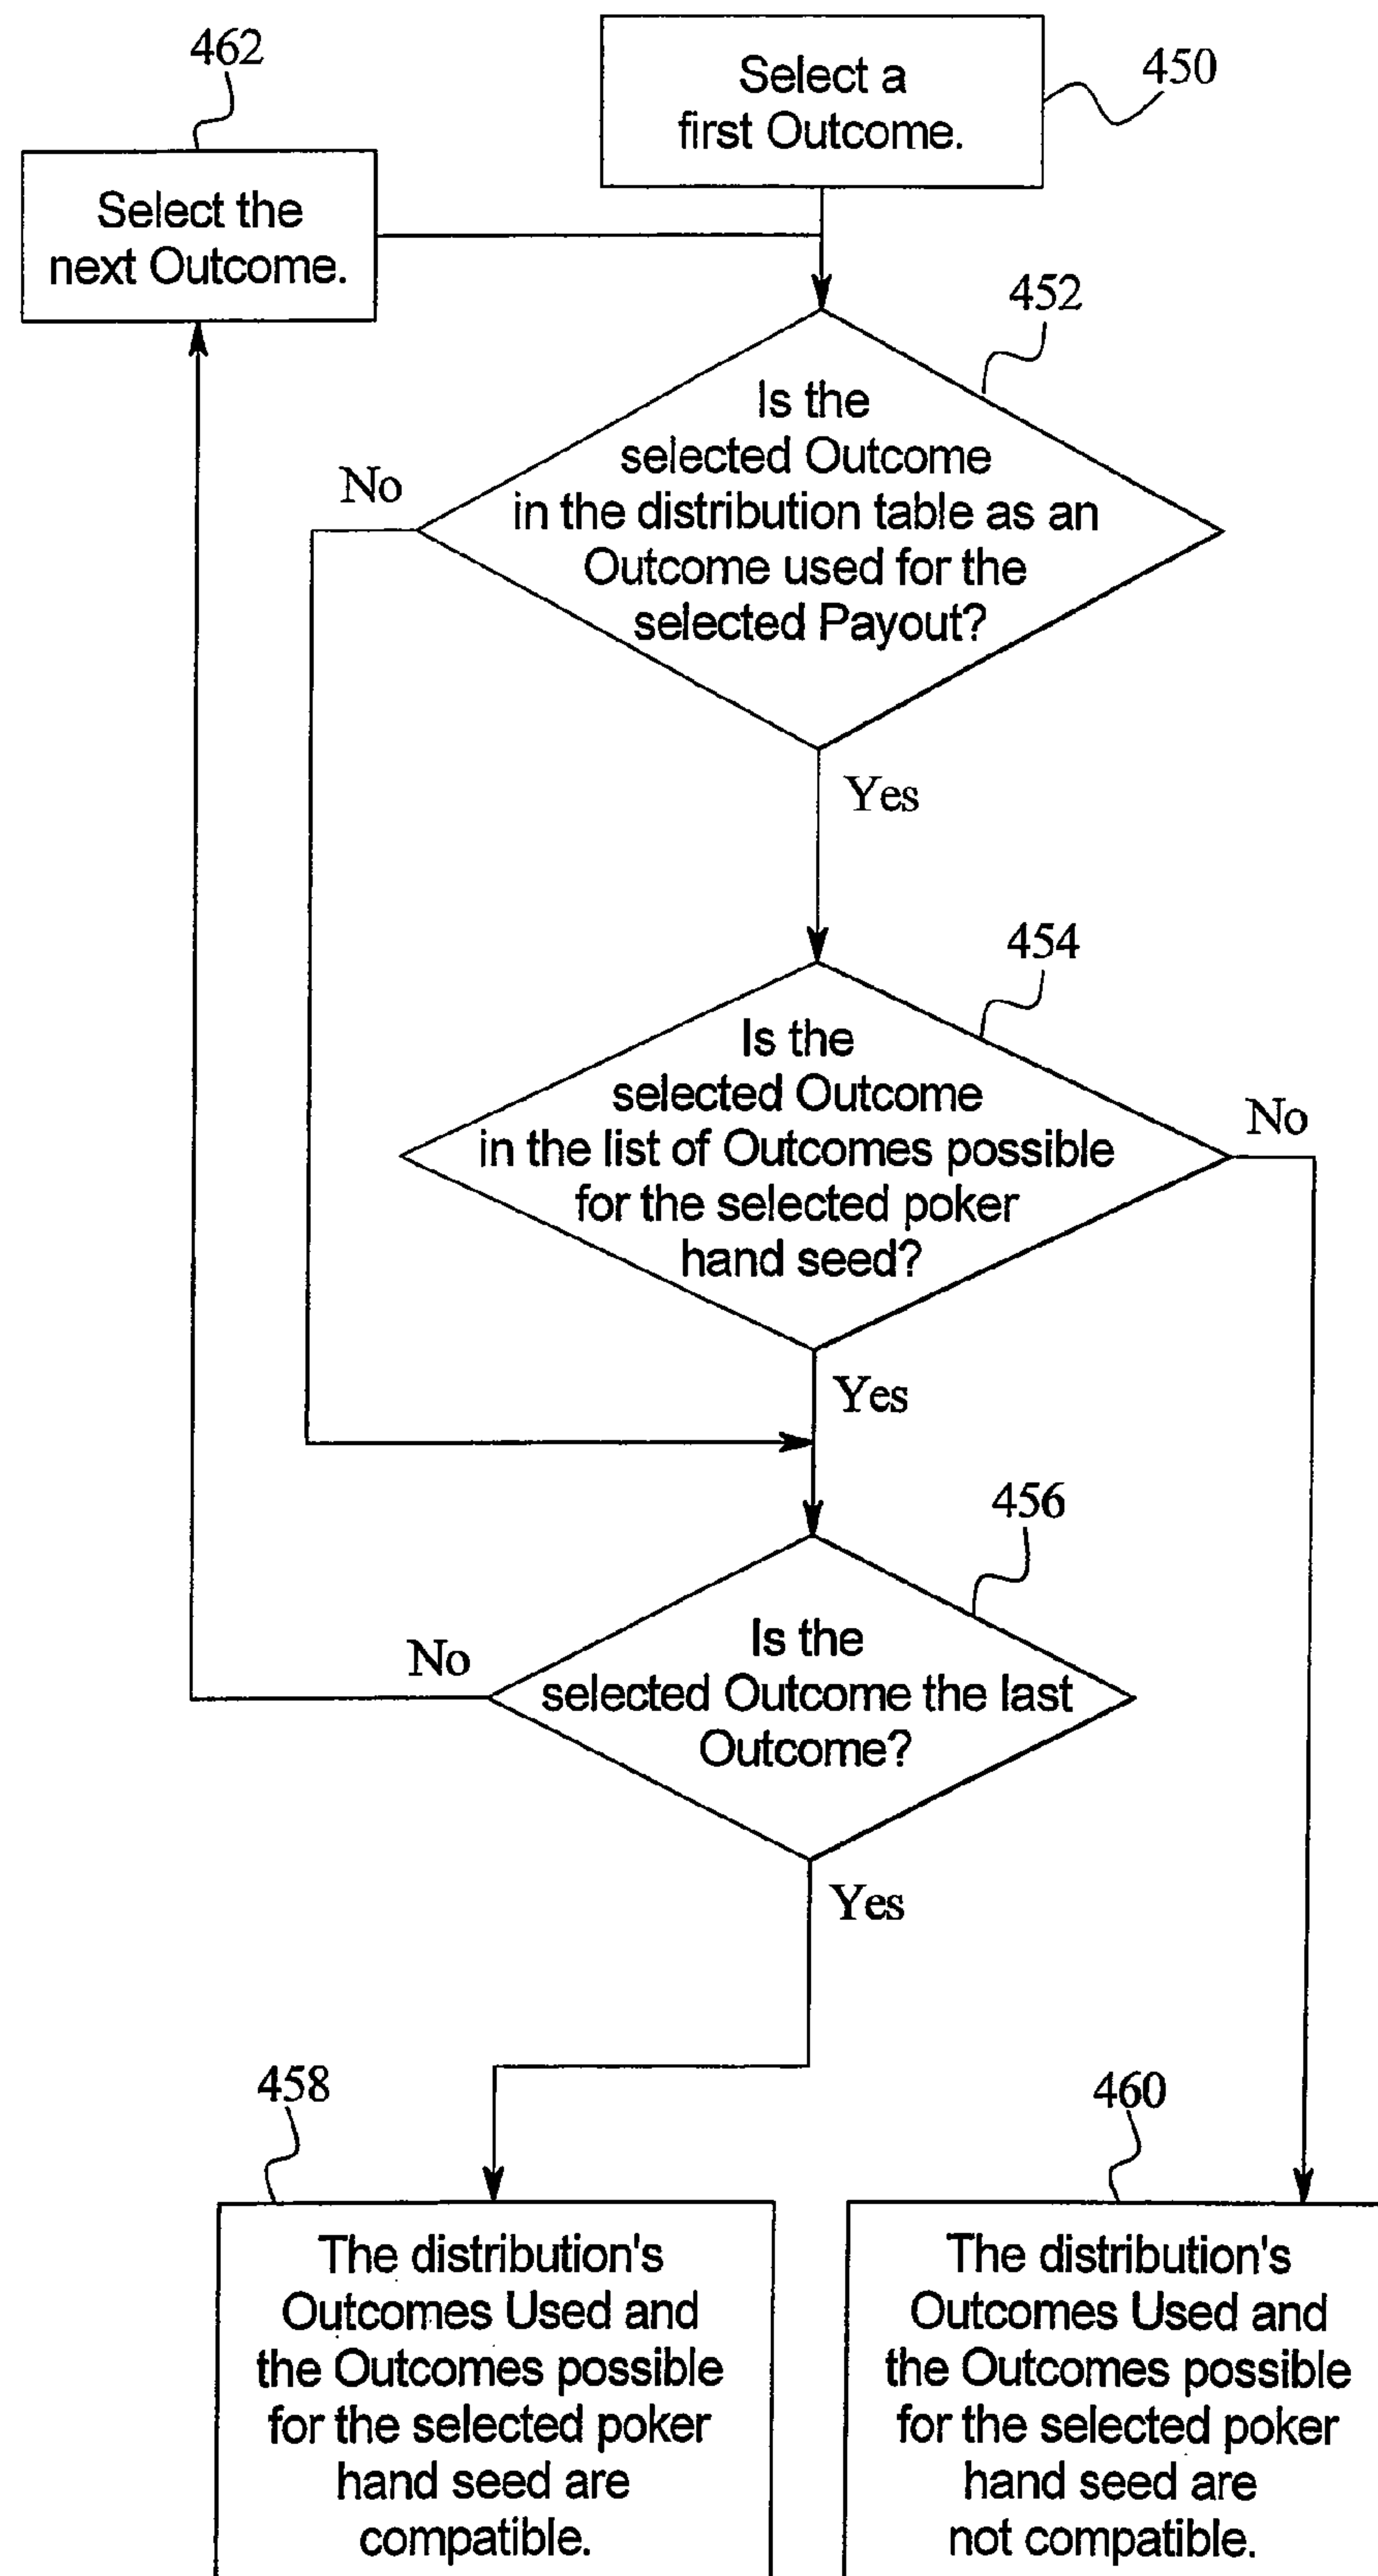 462
Select a
first Outcome.
450
Select the
next Outcome.
452
Is the
selected Outcome
in the distribution table as an
Outcome used for the
selected Payout?
No
Yes
454
Is the
selected Outcome
in the list of Outcomes possible
for the selected poker
hand seed?
No
Yes
456
Is the
selected Outcome the last
Outcome?
No
Yes
458
The distribution's
Outcomes Used and
the Outcomes possible
for the selected poker
hand seed are
compatible.
460
The distribution's
Outcomes Used and
the Outcomes possible
for the selected poker
hand seed are
not compatible.